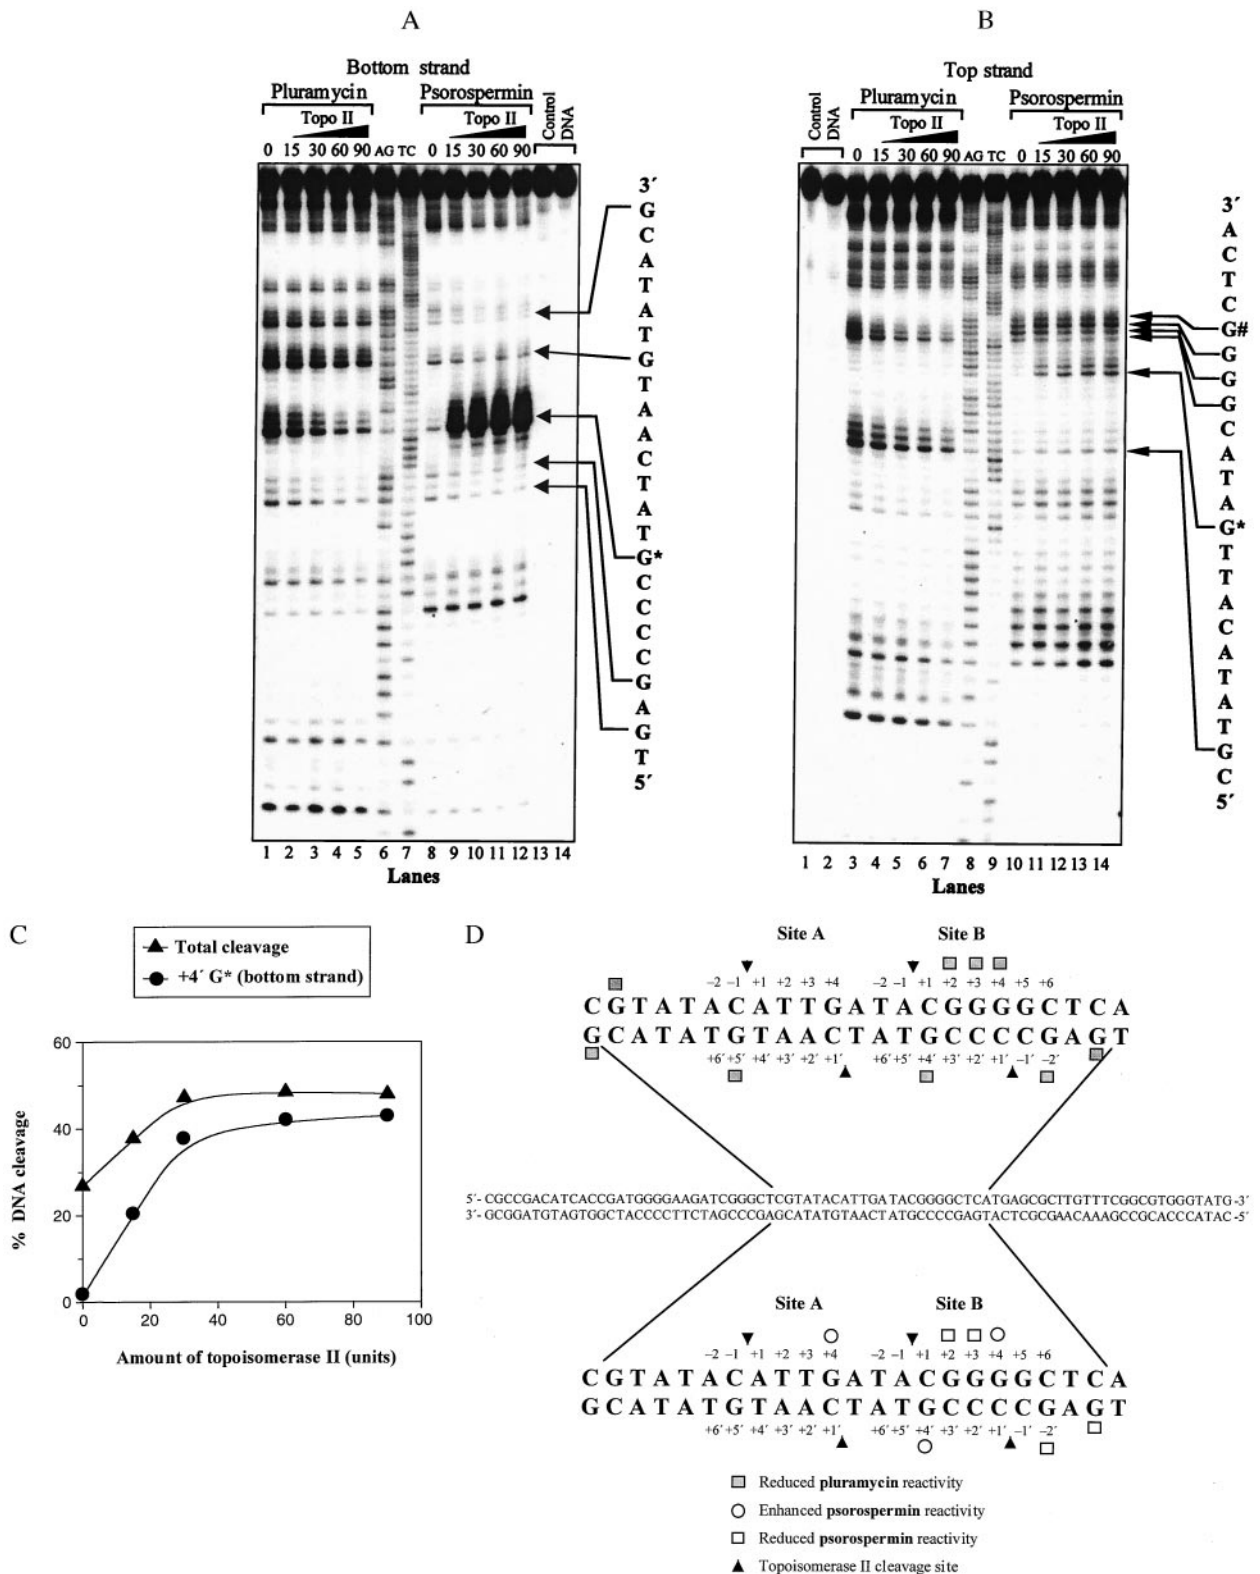 A
Bottom strand
Pluramycin
Psorospermin
Topo II
Topo II
Control
DNA
0 15 30 60 90 AG TC 0 15 30 60 90
3′
G
C
A
T
A
T
G
T
A
A
C
T
A
T
G*
C
C
C
C
G
A
G
T
5′
1 2 3 4 5 6 7 8 9 10 11 12 13 14
Lanes
B
Top strand
Control
DNA
Pluramycin
Psorospermin
Topo II
Topo II
0 15 30 60 90 AG TC 0 15 30 60 90
3′
A
C
T
C
G#
G
G
G
C
A
T
A
G*
T
T
A
C
A
T
A
T
G
C
5′
1 2 3 4 5 6 7 8 9 10 11 12 13 14
Lanes
C
Total cleavage
+4′ G* (bottom strand)
% DNA cleavage
60
40
20
0
0 20 40 60 80 100
Amount of topoisomerase II (units)
D
Site A Site B
−2 −1 +1 +2 +3 +4 −2 −1 +1 +2 +3 +4 +5 +6
C G T A T A C A T T G A T A C G G G G C T C A
G C A T A T G T A A C T A T G C C C C G A G T
+6′ +5′ +4′ +3′ +2′ +1′ +6′ +5′ +4′ +3′ +2′ +1′ −1′ −2′
5′- CGCCGACATCACCGATGGGGAAGATCGGGCTCGTATACATTGATACGGGGCTCATGAGCGCTTGTTTCGGCGTGGGTATG -3′
3′- GCGGATGTAGTGGCTACCCCTTCTAGCCCGAGCATATGTAACTATGCCCCGAGTACTCGCGAACAAAGCCGCACCCATAC -5′
Site A Site B
−2 −1 +1 +2 +3 +4 −2 −1 +1 +2 +3 +4 +5 +6
C G T A T A C A T T G A T A C G G G G C T C A
G C A T A T G T A A C T A T G C C C C G A G T
+6′ +5′ +4′ +3′ +2′ +1′ +6′ +5′ +4′ +3′ +2′ +1′ −1′ −2′
Reduced pluramycin reactivity
Enhanced psorospermin reactivity
Reduced psorospermin reactivity
Topoisomerase II cleavage site